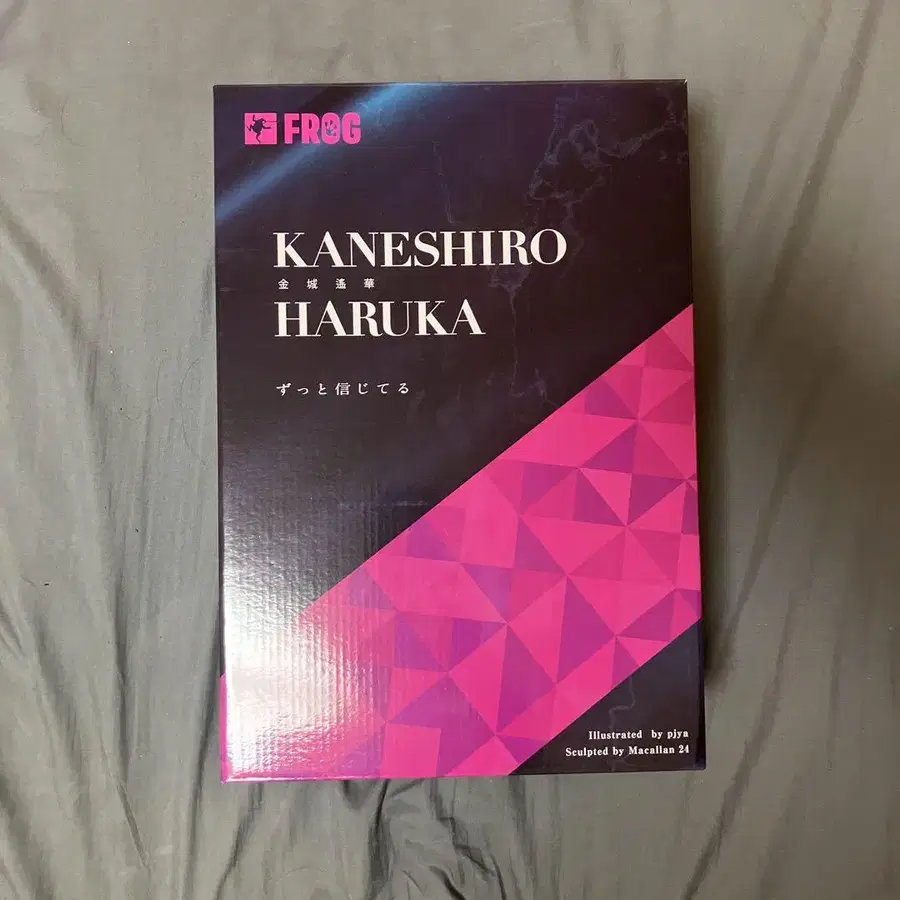 FROG
KANESHIRO
金城遙華
HARUKA
ずっと信じてる
Illustrated by pjya
Sculpted by Macallan 24